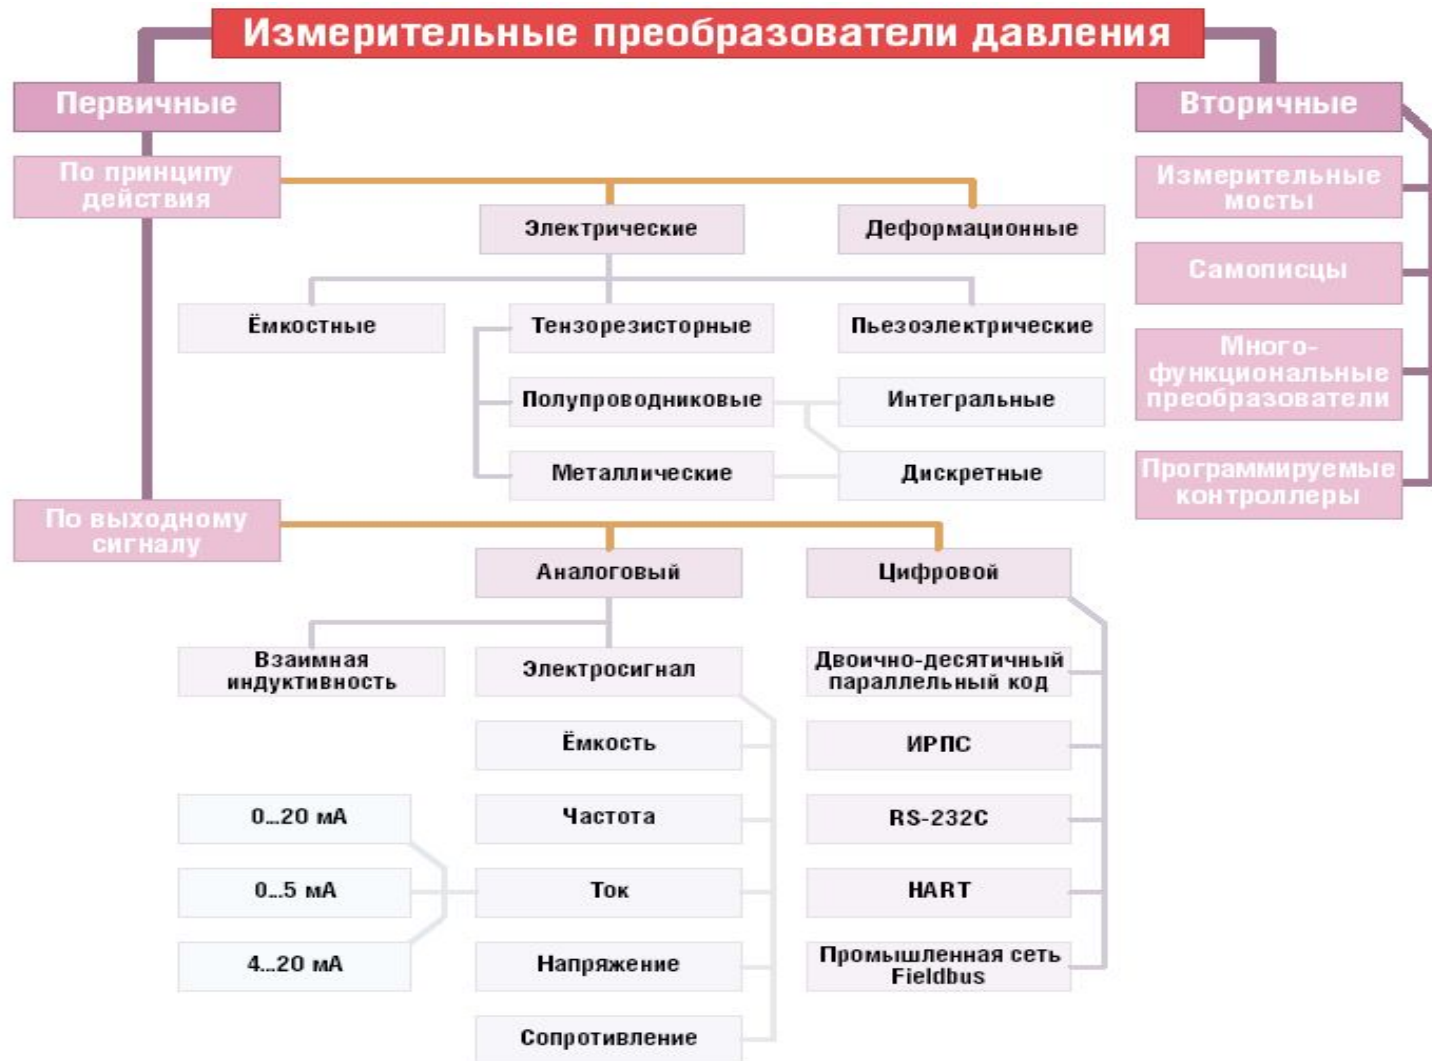 Измерительные преобразователи давления
Первичные
Вторичные
По принципу
действия
Измерительные
мосты
Электрические
Деформационные
Самописцы
Ёмкостные
Тензорезисторные
Пьезоэлектрические
Много-
функциональные
преобразователи
Полупроводниковые
Интегральные
Металлические
Дискретные
Программируемые
контроллеры
По выходному
сигналу
Аналоговый
Цифровой
Взаимная
индуктивность
Электросигнал
Двоично-десятичный
параллельный код
Ёмкость
ИРПС
0...20 мА
Частота
RS-232C
0...5 мА
Ток
HART
4...20 мА
Напряжение
Промышленная сеть
Fieldbus
Сопротивление